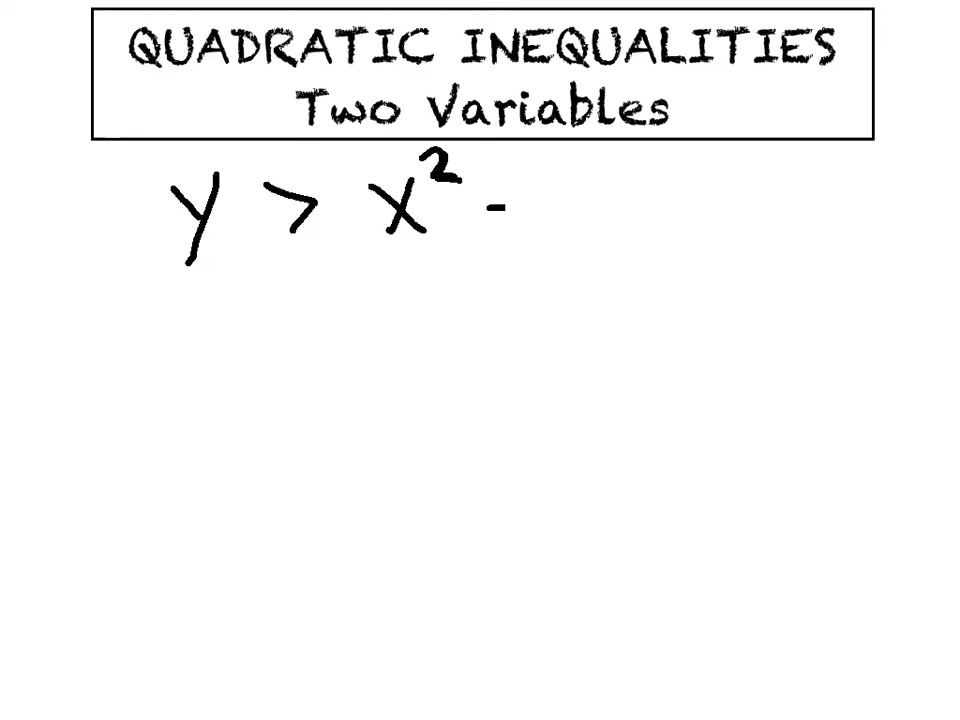 QUADRATIC INEQUALITIES
Two Variables
y > x² -